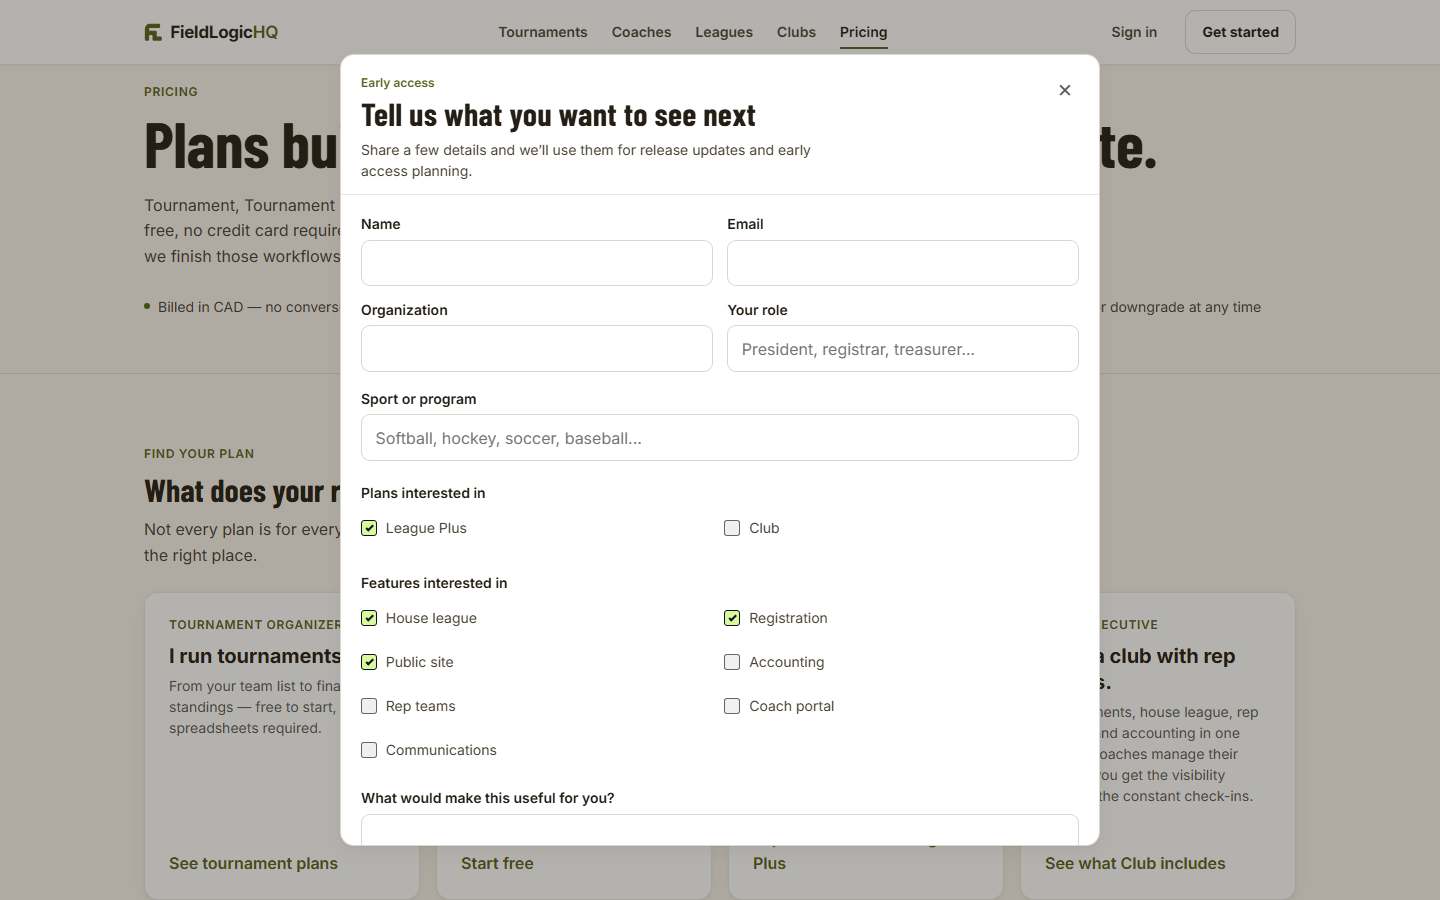 FieldLogicHQ
Tournaments
Coaches
Leagues
Clubs
Pricing
Sign in
Get started
PRICING
Plans bu
te.
Tournament, Tournament
free, no credit card require
we finish those workflows
Billed in CAD — no convers
r downgrade at any time
FIND YOUR PLAN
What does your r
Not every plan is for every
the right place.
TOURNAMENT ORGANIZER
I run tournaments
From your team list to fina
standings — free to start,
spreadsheets required.
See tournament plans
Start free
Plus
ECUTIVE
a club with rep
s.
nents, house league, rep
nd accounting in one
oaches manage their
you get the visibility
the constant check-ins.
See what Club includes
Early access
Tell us what you want to see next
Share a few details and we'll use them for release updates and early
access planning.
Name
Email
Organization
Your role
President, registrar, treasurer...
Sport or program
Softball, hockey, soccer, baseball...
Plans interested in
League Plus
Club
Features interested in
House league
Registration
Public site
Accounting
Rep teams
Coach portal
Communications
What would make this useful for you?